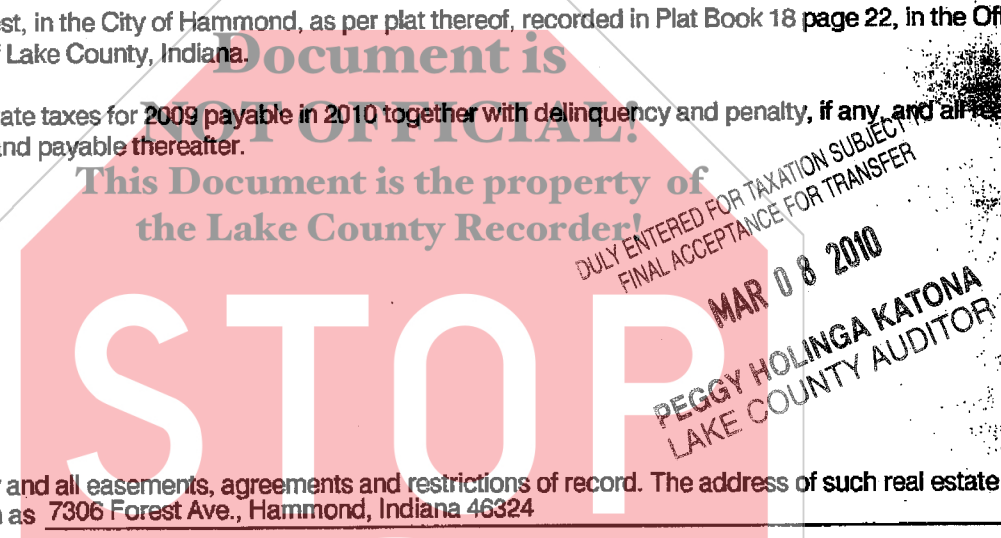 st, in the City of Hammond, as per plat thereof, recorded in Plat Book 18 page 22, in the Of
Lake County, Indiana.
Document is
ate taxes for 2009 payable in 2010 together with delinquency and penalty, if any, and all
NOT OFFICIAL!
nd payable thereafter.
This Document is the property of
the Lake County Recorder!
DULY ENTERED FOR TAXATION SUBJECT
FINAL ACCEPTANCE FOR TRANSFER
MAR 08 2010
PEGGY HOLINGA KATONA
LAKE COUNTY AUDITOR
STOP
and all easements, agreements and restrictions of record. The address of such real estate
as 7306 Forest Ave., Hammond, Indiana 46324